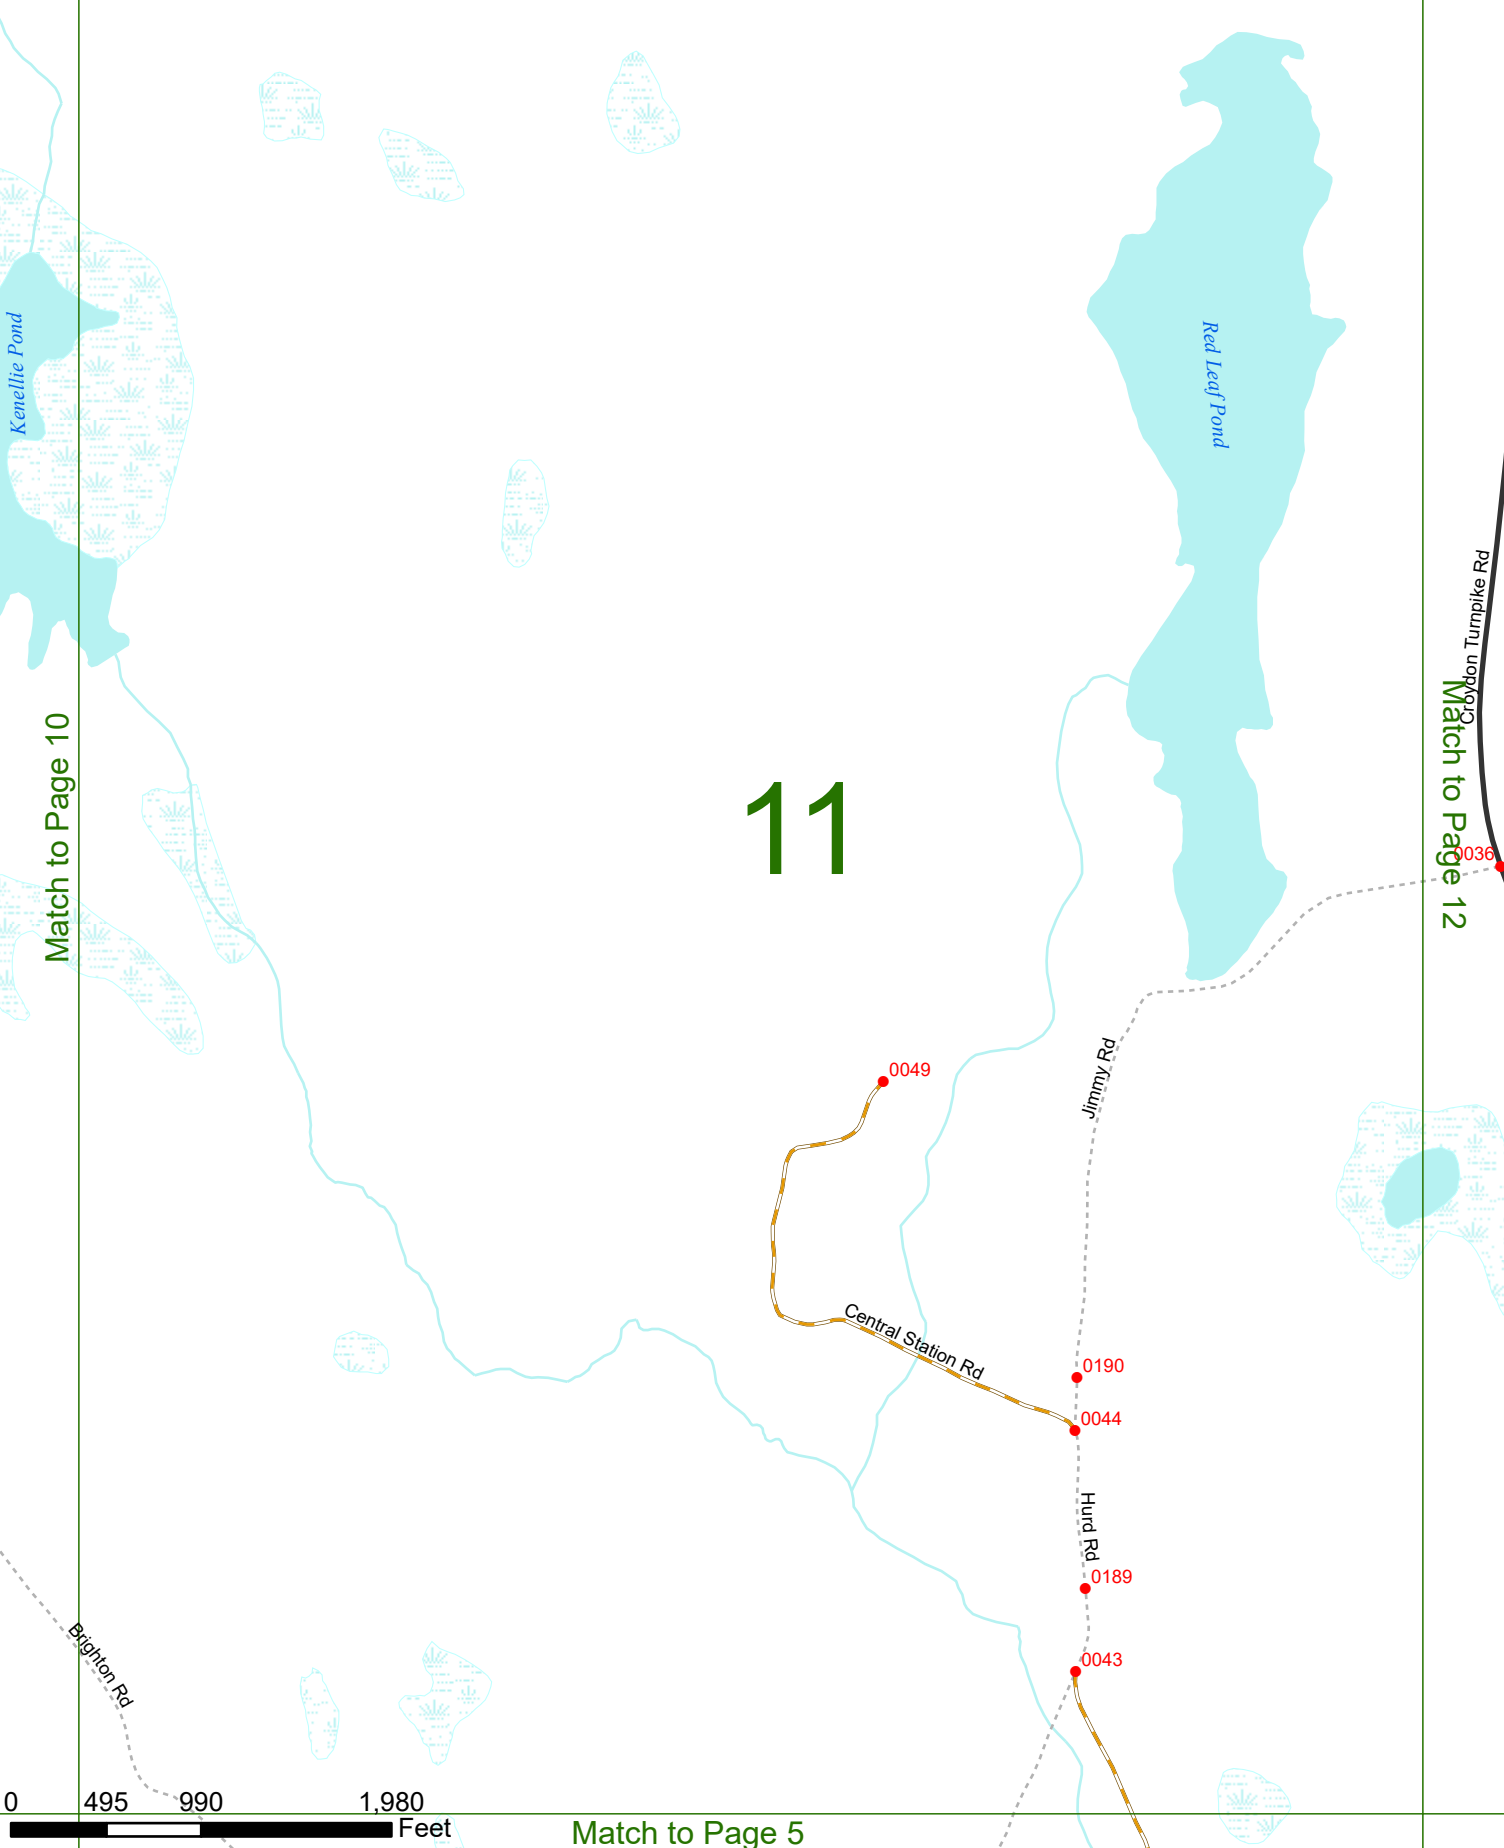 Kenellie Pond
Red Leaf Pond
Croydon Turnpike Rd
Match to Page 10
11
Match to Page 12
0036
Jimmy Rd
0049
Central Station Rd
0190
0044
Hurd Rd
0189
Brighton Rd
0043
0 495 990 1,980
Feet
Match to Page 5